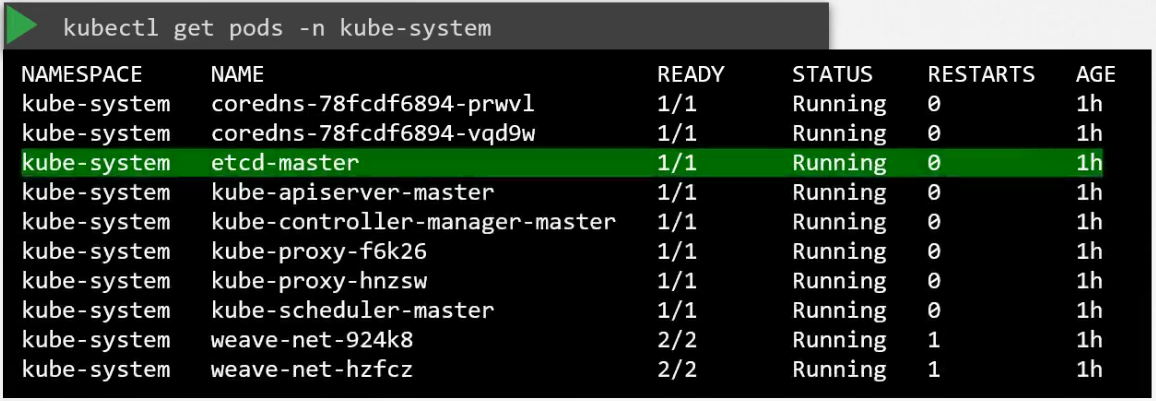 kubectl get pods -n kube-system
NAMESPACE NAME READY STATUS RESTARTS AGE
kube-system coredns-78fcdf6894-prwvl 1/1 Running 0 1h
kube-system coredns-78fcdf6894-vqd9w 1/1 Running 0 1h
kube-system etcd-master 1/1 Running 0 1h
kube-system kube-apiserver-master 1/1 Running 0 1h
kube-system kube-controller-manager-master 1/1 Running 0 1h
kube-system kube-proxy-f6k26 1/1 Running 0 1h
kube-system kube-proxy-hnzsw 1/1 Running 0 1h
kube-system kube-scheduler-master 1/1 Running 0 1h
kube-system weave-net-924k8 2/2 Running 1 1h
kube-system weave-net-hzfcz 2/2 Running 1 1h